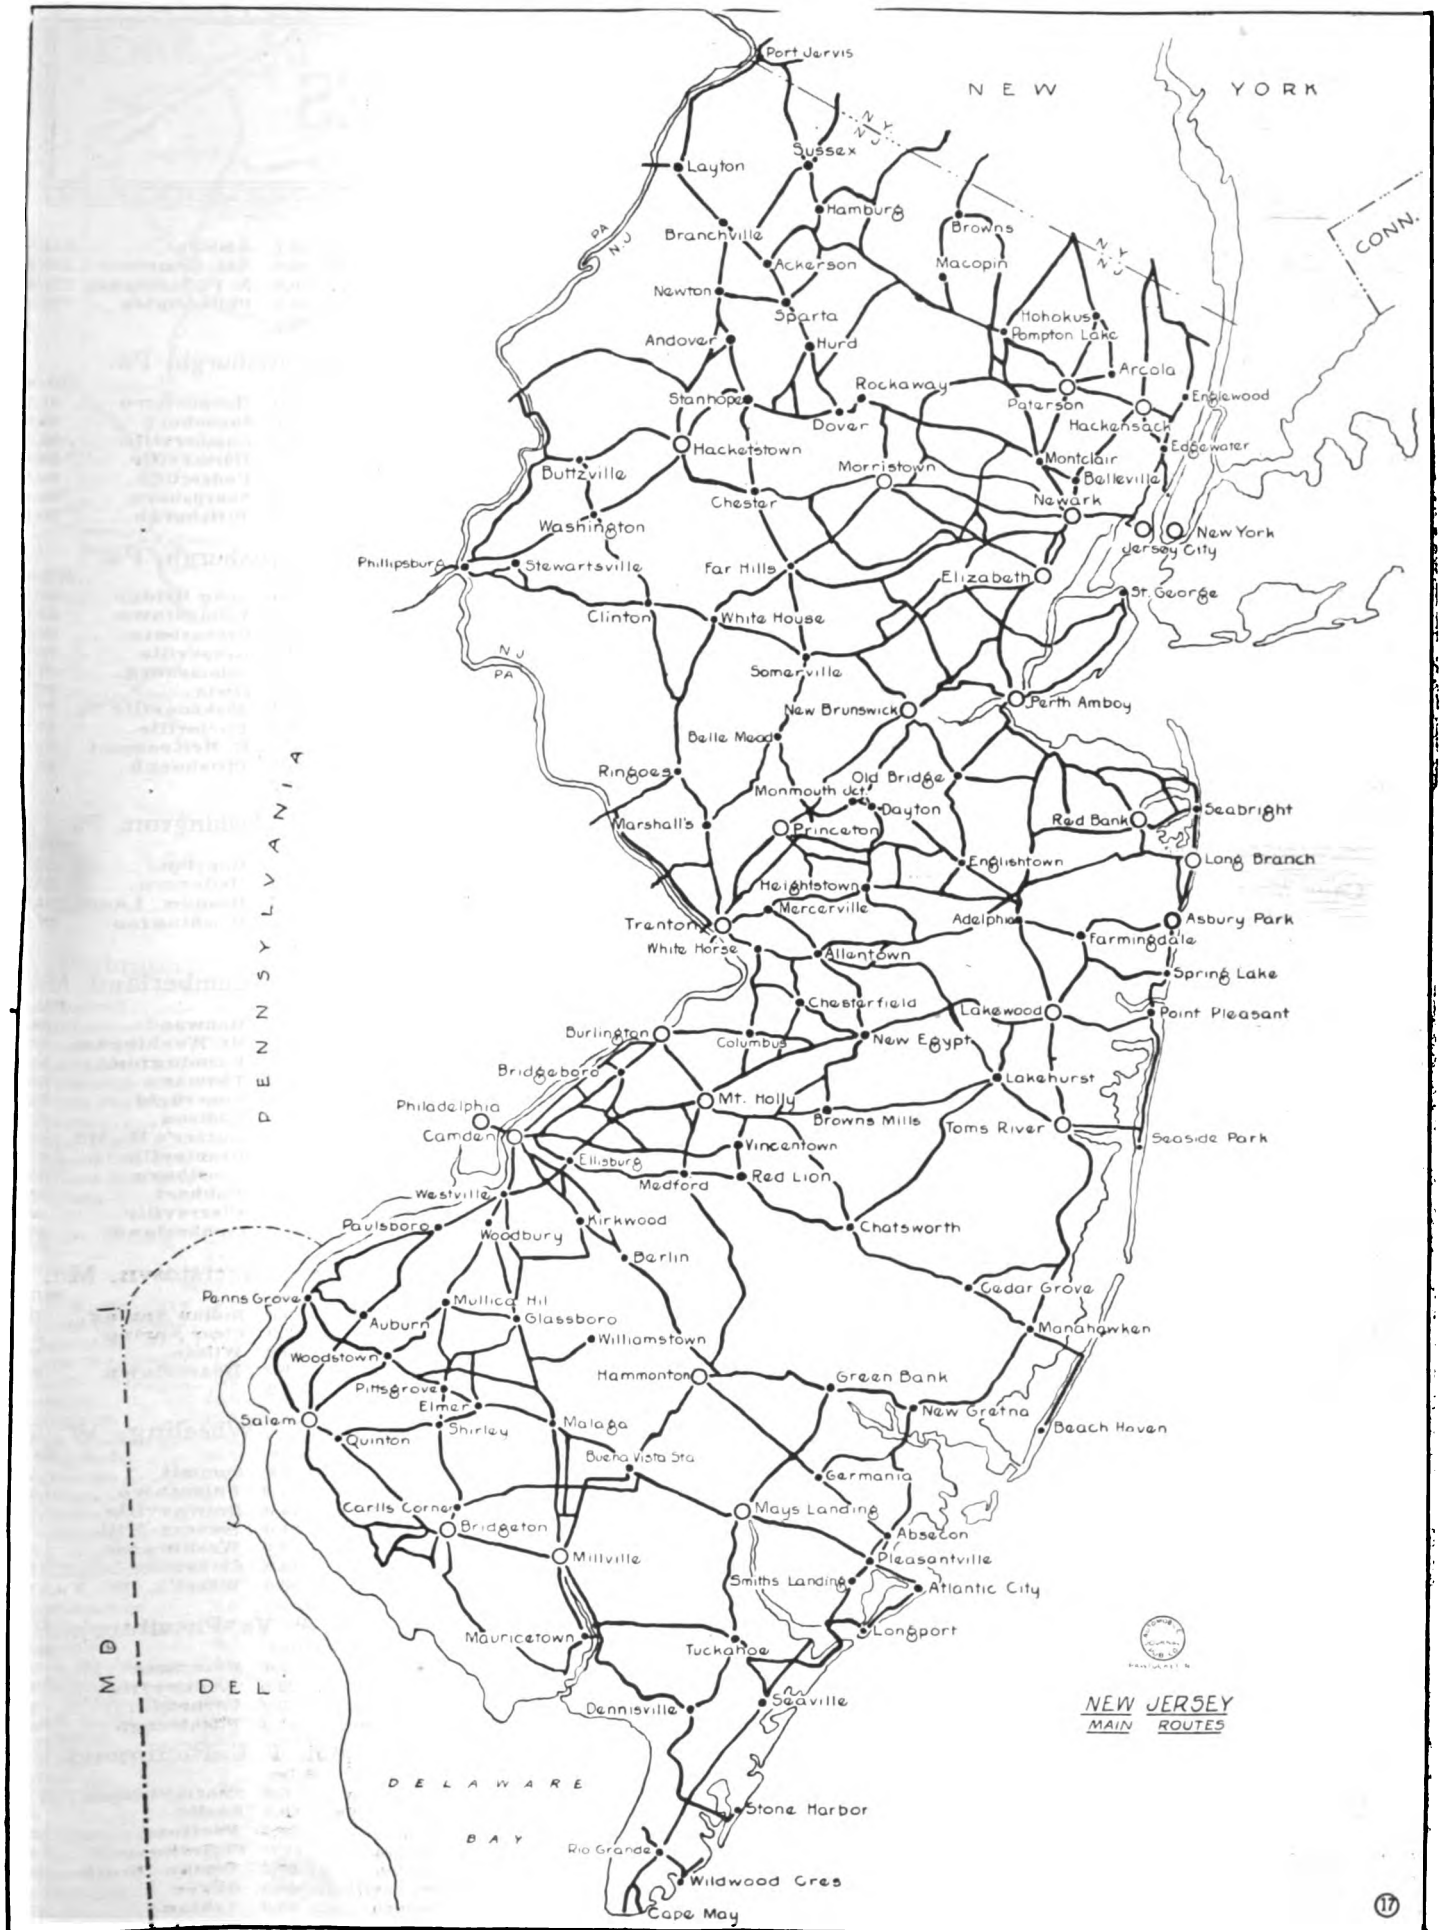 Port Jervis
NEW YORK
N Y
N J
Sussex
Layton
Hamburg
Browns
CONN.
Branchville
PA
N.J
N Y
N J
Ackerson
Macopin
Newton
Sparta
Hohokus
Pompton Lake
Andover
Hurd
Arcola
Rockaway
Stanhope
Paterson
Englewood
Dover
Hackensack
Hacketstown
Edgewater
Morristown
Montclair
Buttzville
Belleville
Chester
Newark
Washington
New York
Jersey City
Phillipsburg
Stewartsville
Far Hills
Elizabeth
St. George
Clinton
White House
N J
PA
Somerville
New Brunswick
Perth Amboy
Belle Mead
Ringoes
Old Bridge
Monmouth Jct.
Dayton
Seabright
Marshall's
Princeton
Red Bank
PENNSYLVANIA
Englishtown
Long Branch
Heightstown
Mercerville
Trenton
Adelphia
Asbury Park
White Horse
Allentown
Farmingdale
Spring Lake
Chesterfield
Lakewood
Point Pleasant
Burlington
Columbus
New Egypt
Bridgeboro
Lakehurst
Philadelphia
Mt. Holly
Browns Mills
Toms River
Camden
Seaside Park
Vincentown
Ellisburg
Medford
Red Lion
Westville
Paulsboro
Woodbury
Kirkwood
Chatsworth
Berlin
Cedar Grove
Penns Grove
Mullica Hil
Auburn
Glassboro
Manahawken
Williamstown
Woodstown
Hammonton
Green Bank
Pittsgrove
Elmer
Salem
New Gretna
Shirley
Malaga
Quinton
Beach Haven
Buena Vista Sta.
Germania
Carlls Corner
Mays Landing
Bridgeton
Absecon
Millville
Pleasantville
Smiths Landing
Atlantic City
Mauricetown
Longport
Tuckahoe
MD
DEL.
Seaville
Dennisville
AUTOMOBILE
JOURNAL
PUB CO
NEW JERSEY
MAIN ROUTES
DELAWARE
BAY
Stone Harbor
Rio Grande
Wildwood Cres
Cape May
17